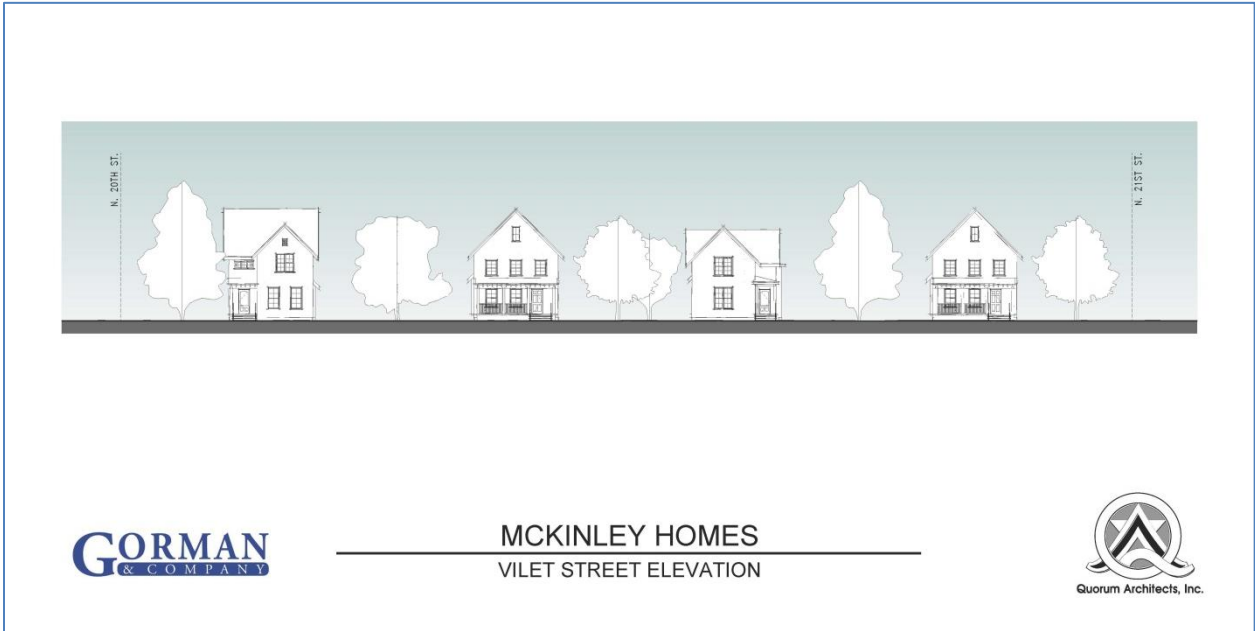 N. 20TH ST.
N. 21ST ST.
GORMAN
& COMPANY
MCKINLEY HOMES
VILET STREET ELEVATION
Quorum Architects, Inc.